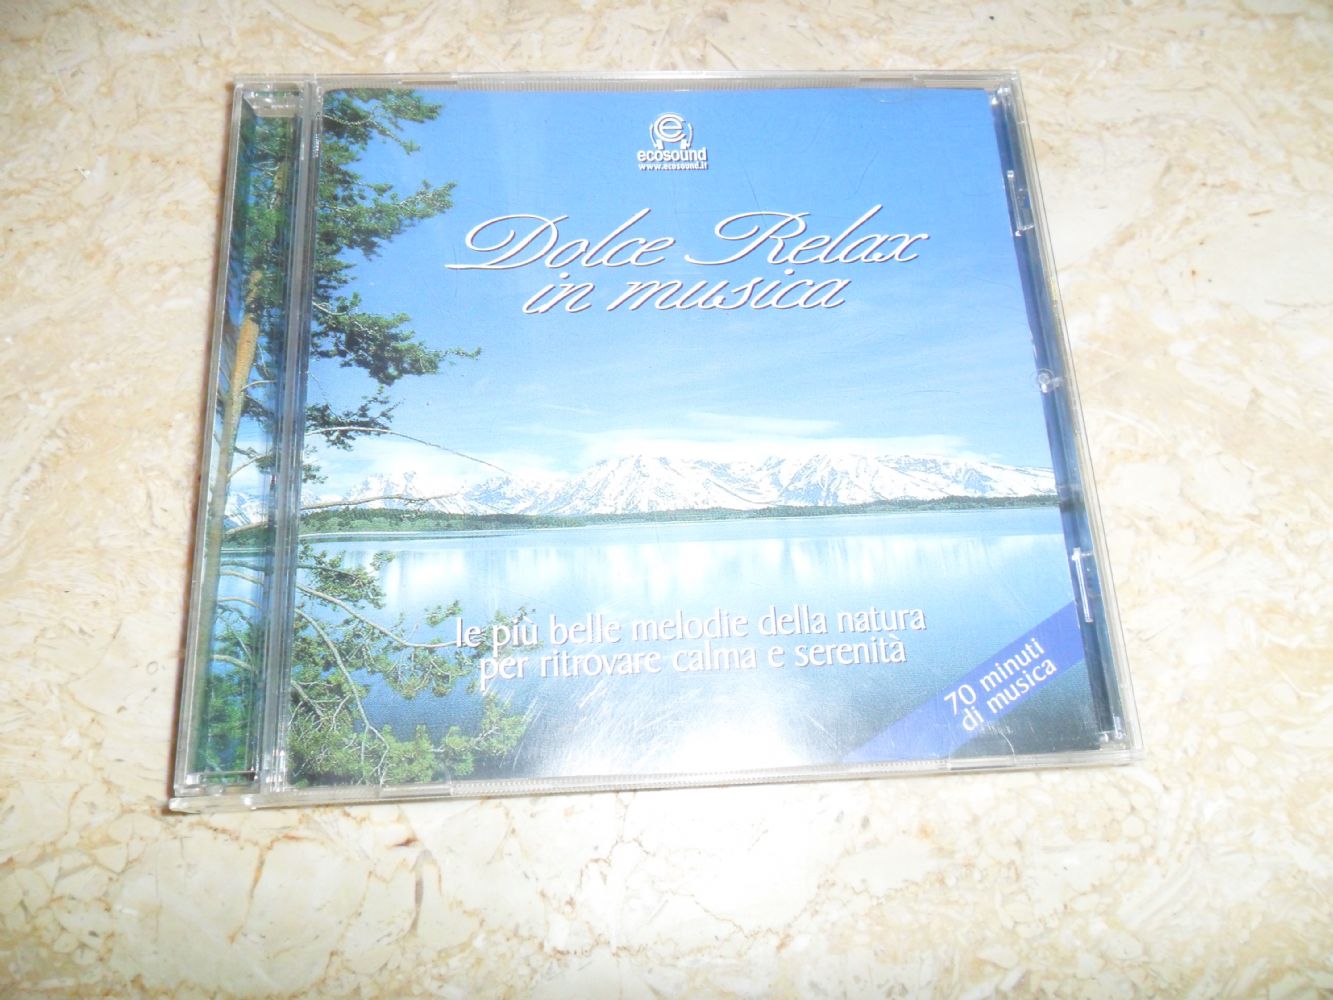 ecosound
www.ecosound.it
Dolce Relax
in musica
le più belle melodie della natura
per ritrovare calma e serenità
70 minuti
di musica